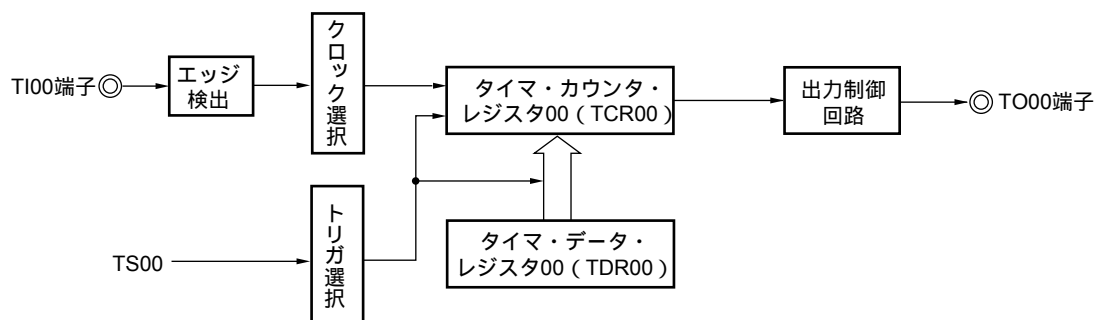 TI00端子
エッジ
検出
クロック選択
タイマ・カウンタ・
レジスタ00（TCR00）
出力制御
回路
TO00端子
TS00
トリガ選択
タイマ・データ・
レジスタ00（TDR00）